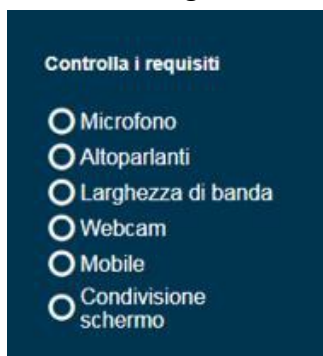 Controlla i requisiti
Microfono
Altoparlanti
Larghezza di banda
Webcam
Mobile
Condivisione
schermo